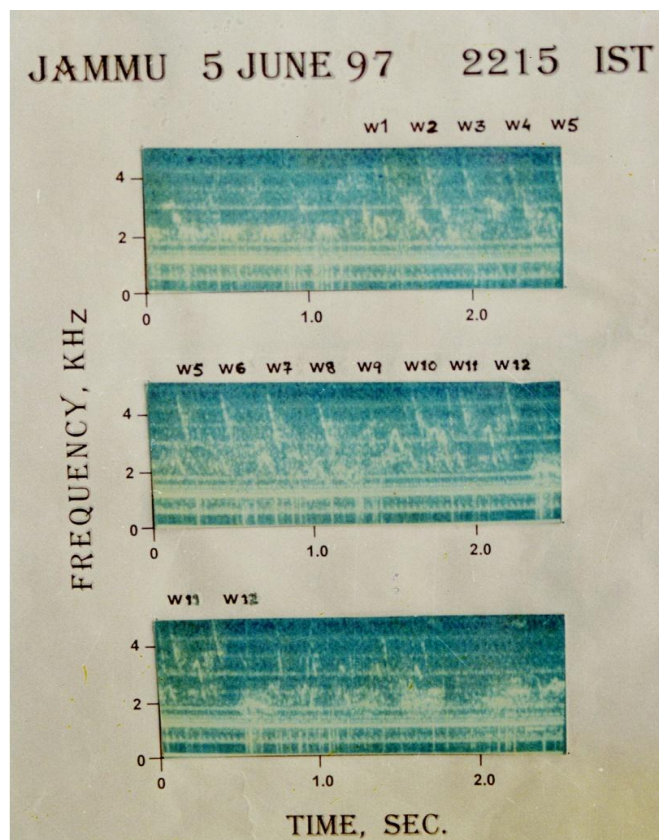 JAMMU 5 JUNE 97 2215 IST
W1 W2 W3 W4 W5
4
2
0
0 1.0 2.0
W5 W6 W7 W8 W9 W10 W11 W12
4
2
0
0 1.0 2.0
FREQUENCY, KHz
W11 W12
4
2
0
0 1.0 2.0
TIME, SEC.